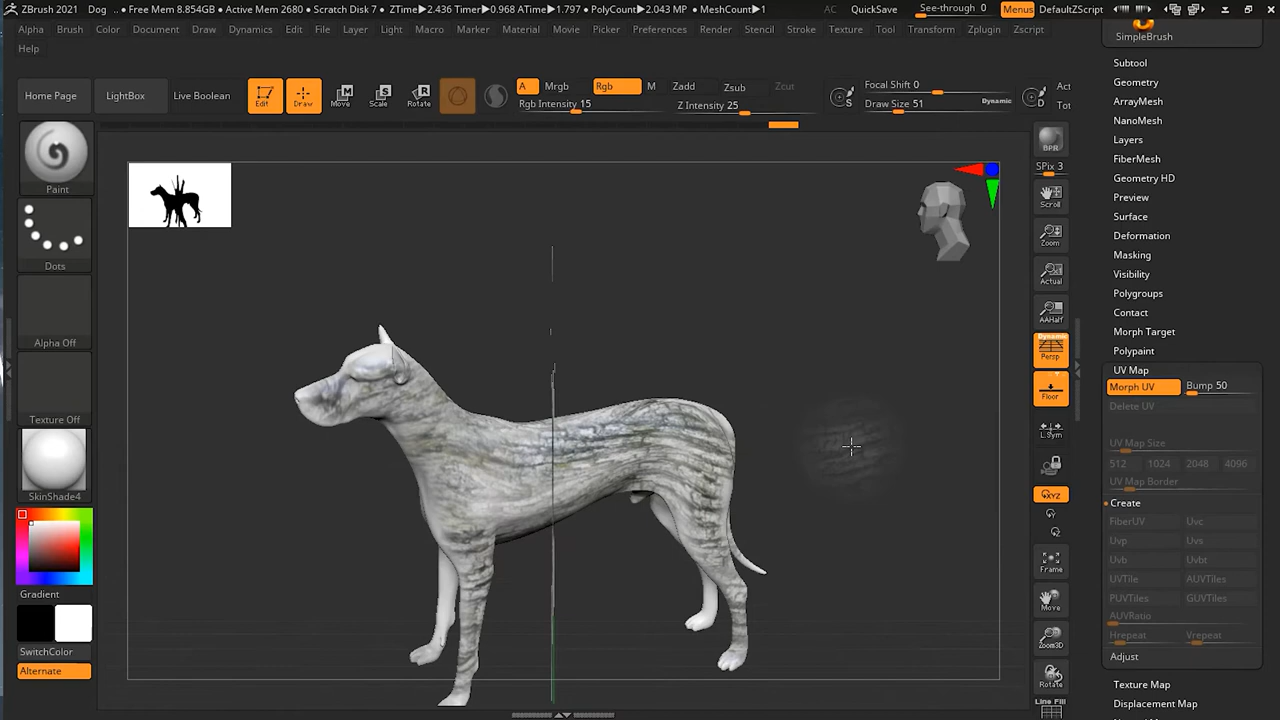 ZBrush 2021 Dog .. ● Free Mem 8.854GB ● Active Mem 2680 ● Scratch Disk 7 ● ZTime▶2.436 Timer▶0.968 ATime▶1.797 ● PolyCount▶2.043 MP ● MeshCount▶1 AC QuickSave See-through 0 Menus DefaultZScript
Alpha Brush Color Document Draw Dynamics Edit File Layer Light Macro Marker Material Movie Picker Preferences Render Stencil Stroke Texture Tool Transform Zplugin Zscript
Help
Home Page LightBox Live Boolean Edit Draw Move Scale Rotate
A Mrgb Rgb M Zadd Zsub Zcut
Rgb Intensity 15 Z Intensity 25
S Focal Shift 0
Draw Size 51 Dynamic D
Act
Tot
Paint
Dots
Alpha Off
Texture Off
SkinShade4
Gradient
SwitchColor
Alternate
BPR
SPix 3
Scroll
Zoom
Actual
AAHalf
Dynamic
Persp
Floor
L.Sym
XYZ
Y
Z
Frame
Move
Zoom3D
Rotate
Line Fill
SimpleBrush
Subtool
Geometry
ArrayMesh
NanoMesh
Layers
FiberMesh
Geometry HD
Preview
Surface
Deformation
Masking
Visibility
Polygroups
Contact
Morph Target
Polypaint
UV Map
Morph UV Bump 50
Delete UV
UV Map Size
512 1024 2048 4096
UV Map Border
Create
FiberUV Uvc
Uvp Uvs
Uvb Uvbt
UVTile AUVTiles
PUVTiles GUVTiles
AUVRatio
Hrepeat Vrepeat
Adjust
Texture Map
Displacement Map